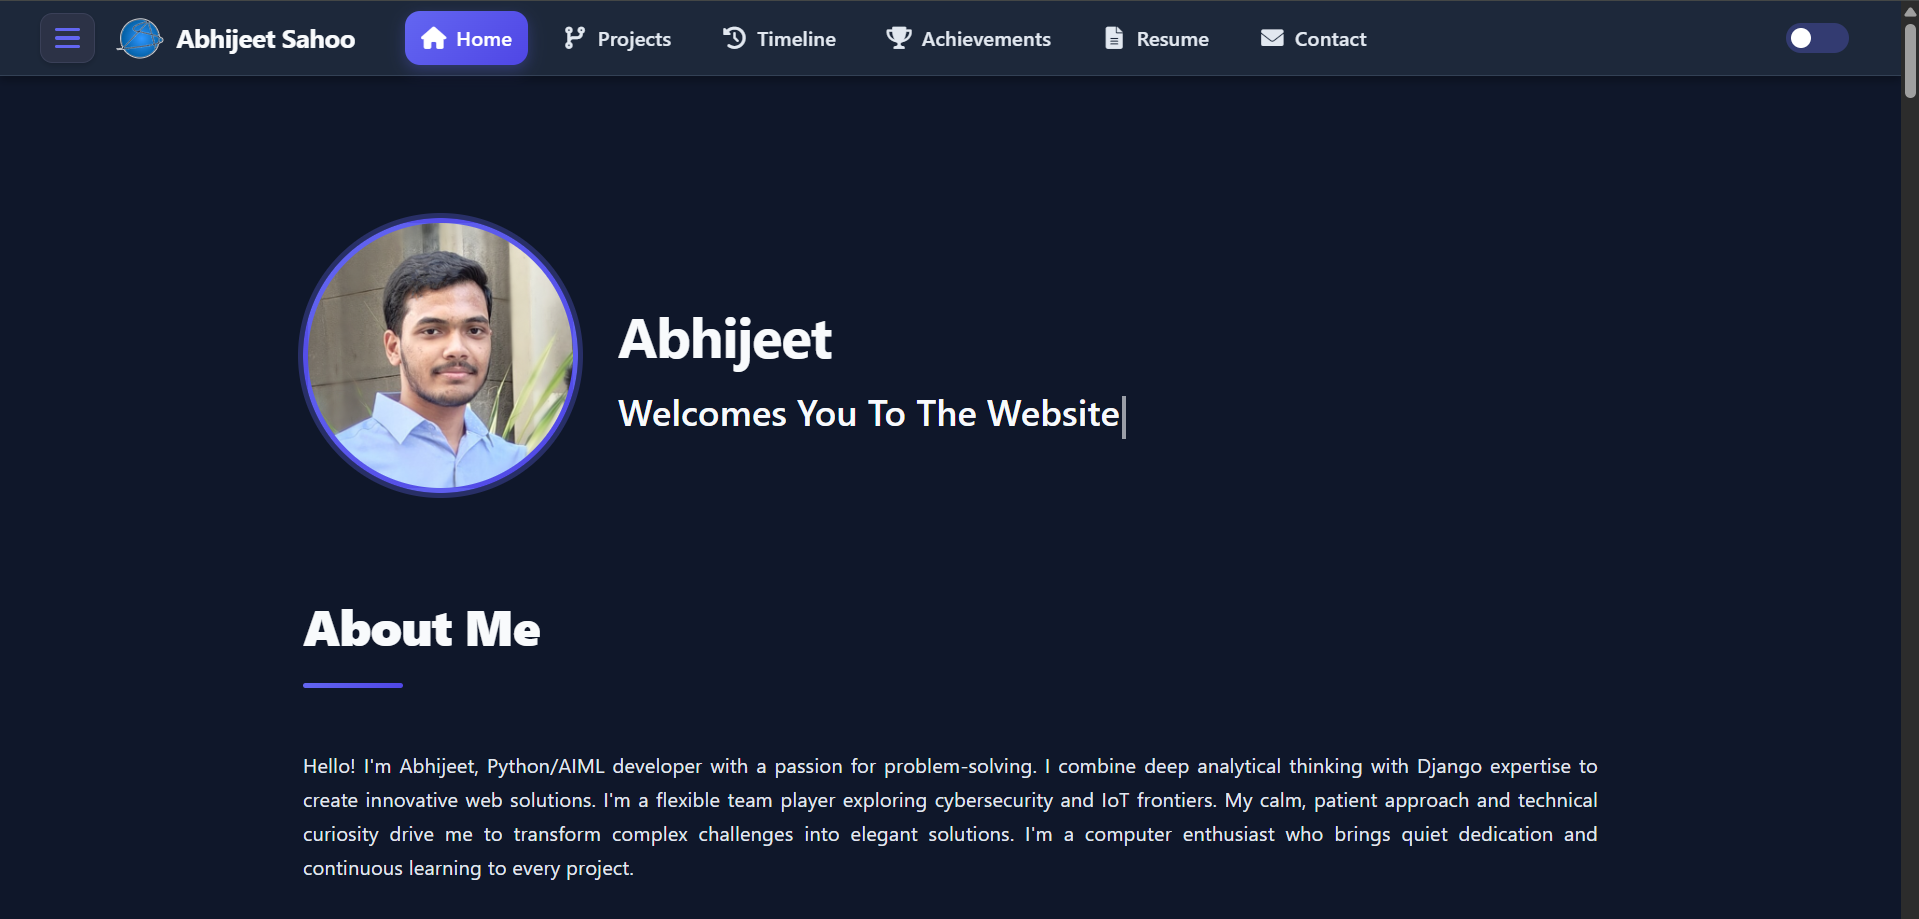 Abhijeet Sahoo
Home
Projects
Timeline
Achievements
Resume
Contact
Abhijeet
Welcomes You To The Website
About Me
Hello! I'm Abhijeet, Python/AIML developer with a passion for problem-solving. I combine deep analytical thinking with Django expertise to
create innovative web solutions. I'm a flexible team player exploring cybersecurity and IoT frontiers. My calm, patient approach and technical
curiosity drive me to transform complex challenges into elegant solutions. I'm a computer enthusiast who brings quiet dedication and
continuous learning to every project.